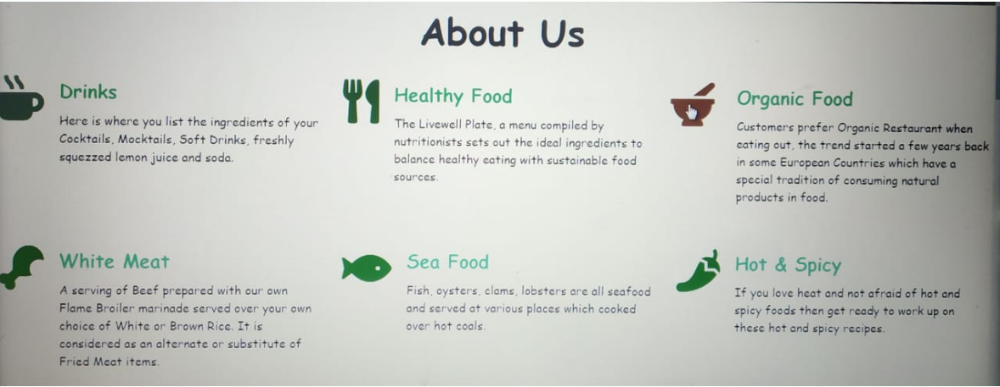 About Us
Drinks
Here is where you list the ingredients of your
Cocktails, Mocktails, Soft Drinks, freshly
squezzed lemon juice and soda.
Healthy Food
The Livewell Plate, a menu compiled by
nutritionists sets out the ideal ingredients to
balance healthy eating with sustainable food
sources.
Organic Food
Customers prefer Organic Restaurant when
eating out, the trend started a few years back
in some European Countries which have a
special tradition of consuming natural
products in food.
White Meat
A serving of Beef prepared with our own
Flame Broiler marinade served over your own
choice of White or Brown Rice. It is
considered as an alternate or substitute of
Fried Meat items.
Sea Food
Fish, oysters, clams, lobsters are all seafood
and served at various places which cooked
over hot coals.
Hot & Spicy
If you love heat and not afraid of hot and
spicy foods then get ready to work up on
these hot and spicy recipes.